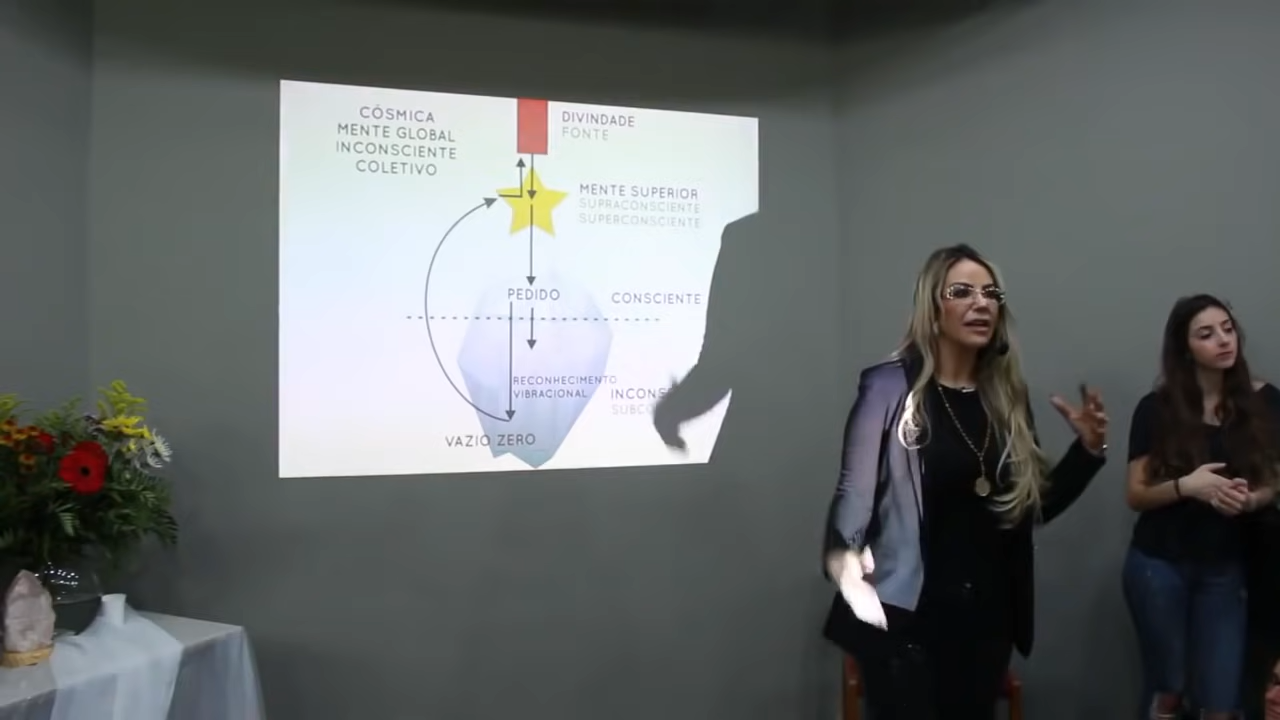 CÓSMICA
MENTE GLOBAL
INCONSCIENTE
COLETIVO
DIVINDADE
FONTE
MENTE SUPERIOR
SUPRACONSCIENTE
SUPERCONSCIENTE
PEDIDO
CONSCIENTE
RECONHECIMENTO
VIBRACIONAL
VAZIO ZERO